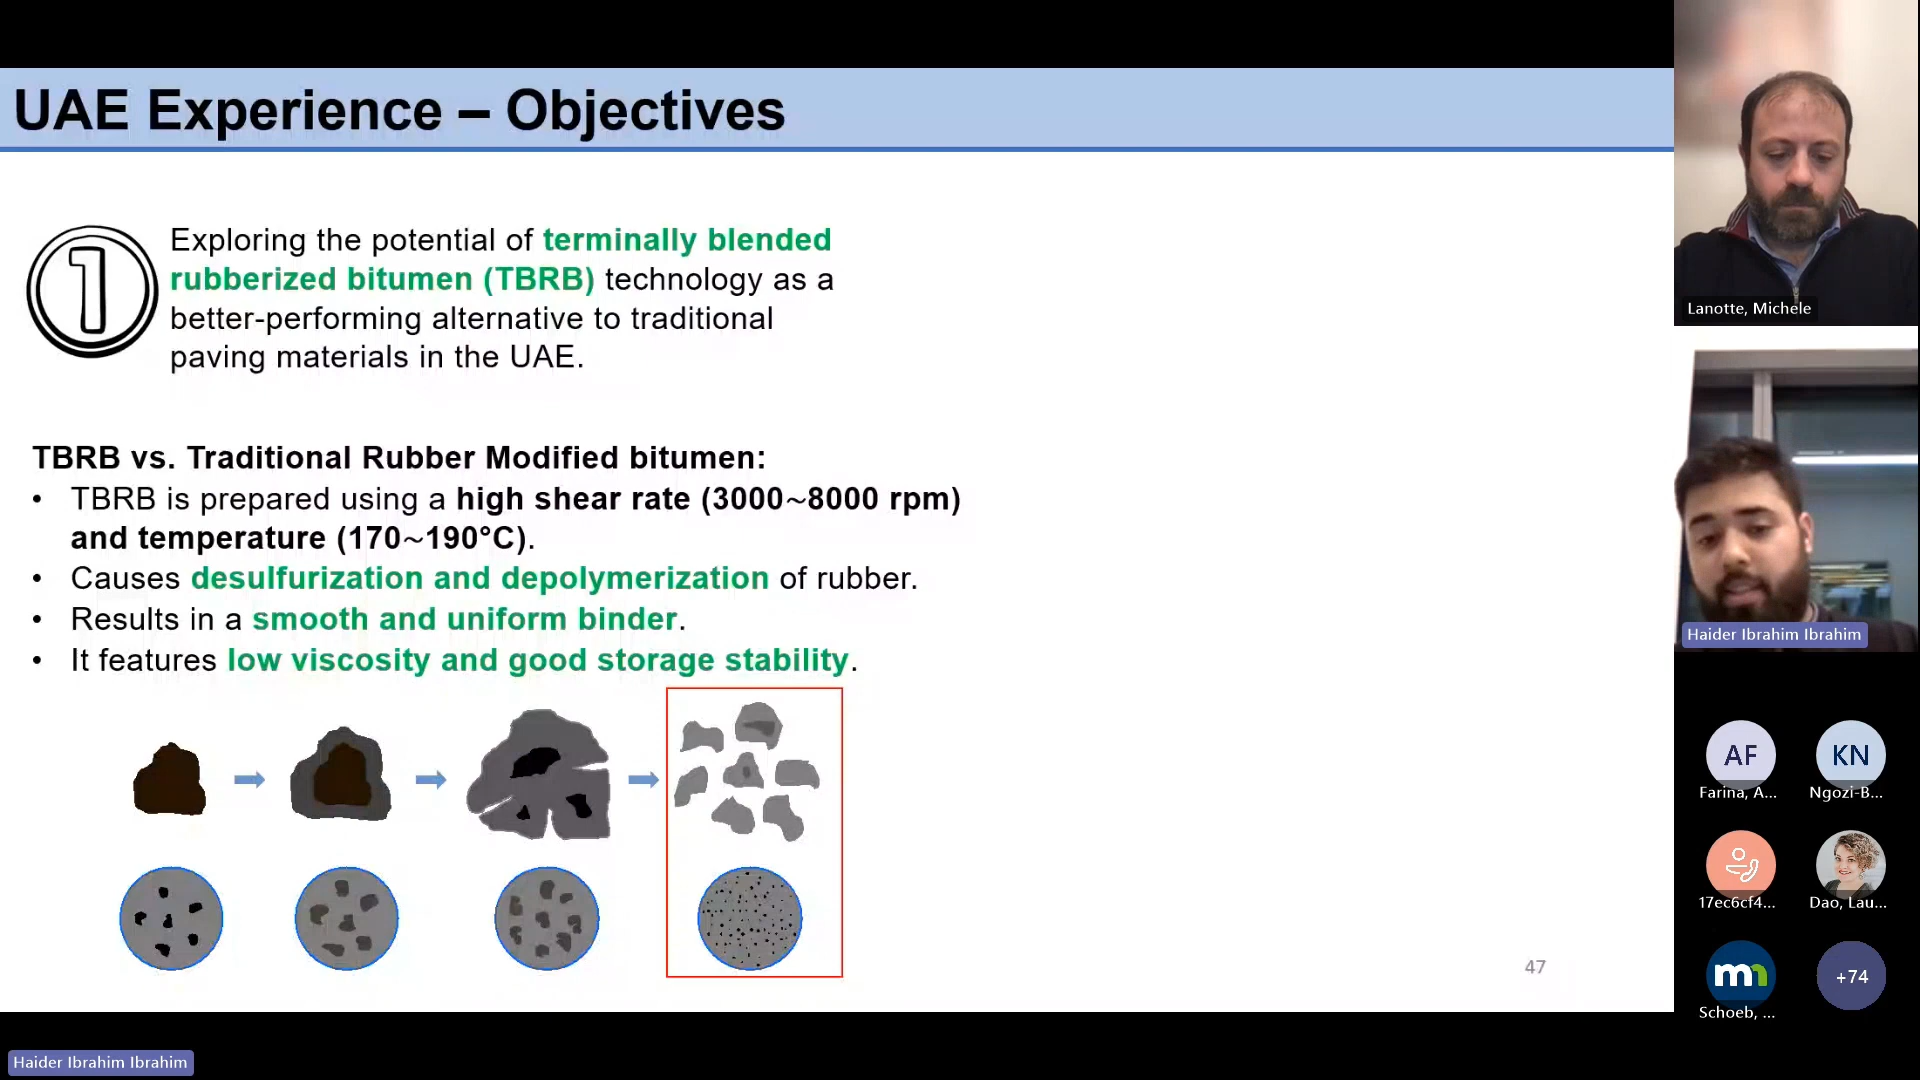 UAE Experience – Objectives
1
Exploring the potential of terminally blended
rubberized bitumen (TBRB) technology as a
better-performing alternative to traditional
paving materials in the UAE.
TBRB vs. Traditional Rubber Modified bitumen:
• TBRB is prepared using a high shear rate (3000~8000 rpm)
and temperature (170~190°C).
• Causes desulfurization and depolymerization of rubber.
• Results in a smooth and uniform binder.
• It features low viscosity and good storage stability.
47
Lanotte, Michele
Haider Ibrahim Ibrahim
AF
KN
Farina, A...
Ngozi-B...
17ec6cf4...
Dao, Lau...
mn
+74
Schoeb, ...
Haider Ibrahim Ibrahim